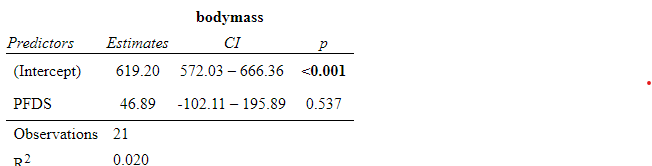 bodymass
Predictors Estimates CI p
(Intercept) 619.20 572.03 – 666.36 <0.001
PFDS 46.89 -102.11 – 195.89 0.537
Observations 21
R2 0.020